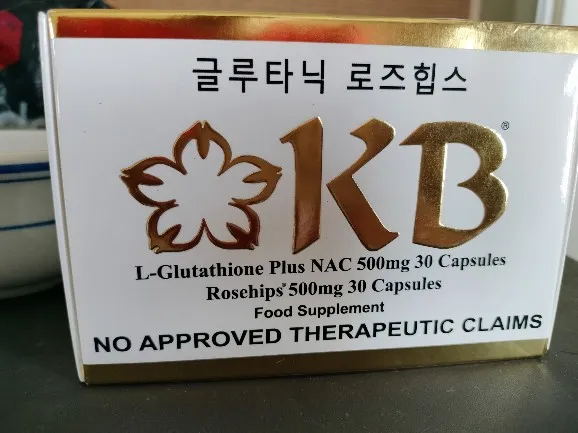 글루타닉 로즈힙스
KB®
L-Glutathione Plus NAC 500mg 30 Capsules
Rosehips 500mg 30 Capsules
Food Supplement
NO APPROVED THERAPEUTIC CLAIMS